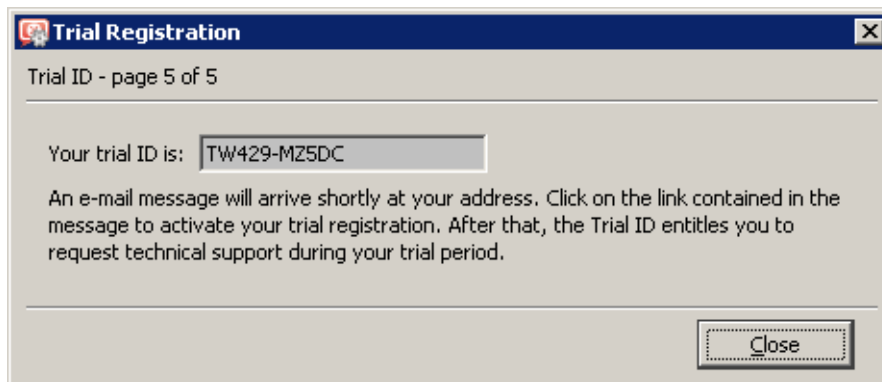 Trial Registration
Trial ID - page 5 of 5
Your trial ID is: TW429-MZ5DC
An e-mail message will arrive shortly at your address. Click on the link contained in the
message to activate your trial registration. After that, the Trial ID entitles you to
request technical support during your trial period.
Close